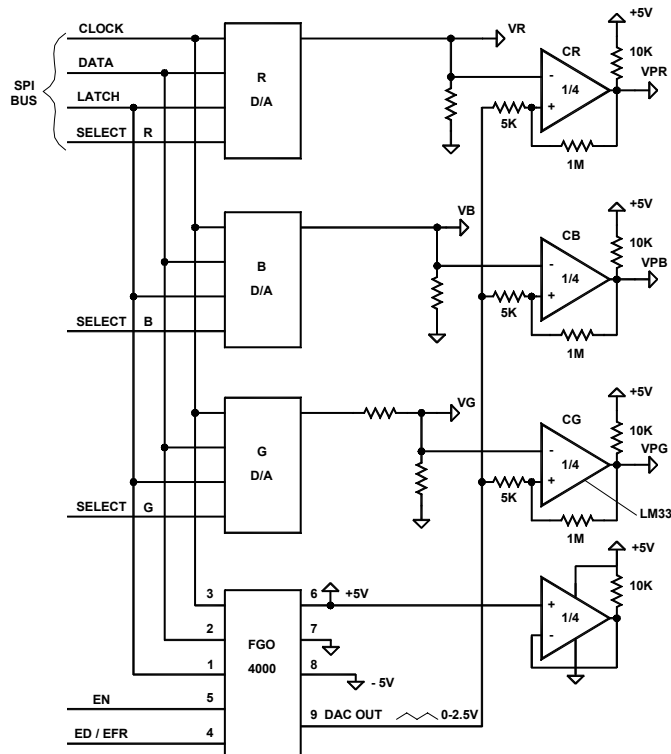 CLOCK
DATA
LATCH
SELECT R
SPI
BUS
R
D/A
VR
CR
-
1/4
+
5K
1M
+5V
10K
VPR
B
D/A
SELECT B
VB
CB
-
1/4
+
5K
1M
+5V
10K
VPB
G
D/A
SELECT G
VG
CG
-
1/4
+
5K
1M
+5V
10K
VPG
LM33
3
2
1
5
4
EN
ED / EFR
FGO
4000
6
+5V
7
8
- 5V
9 DAC OUT 0-2.5V
+
1/4
-
+5V
10K